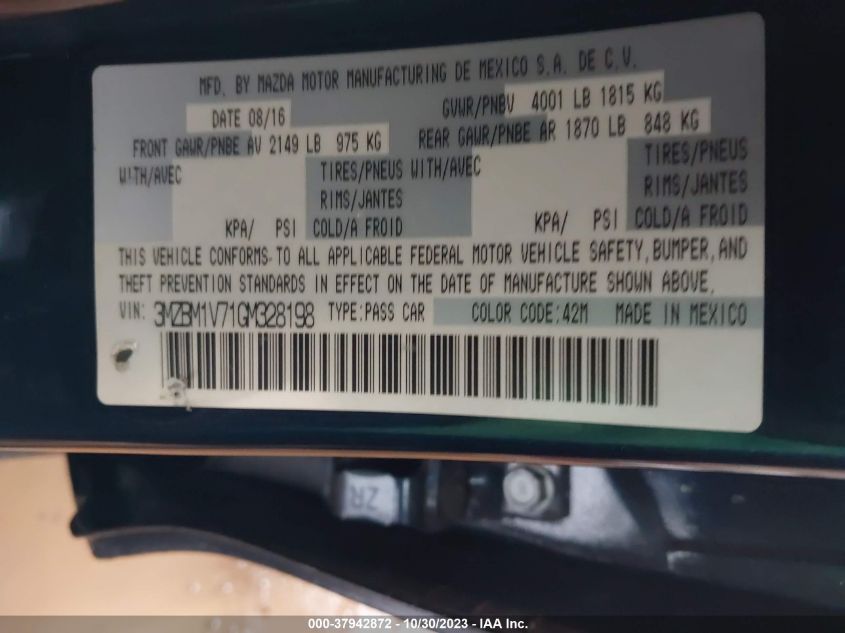 MFD. BY MAZDA MOTOR MANUFACTURING DE MEXICO S.A. DE C.V.
DATE 08/16 GVWR/PNBV 4001 LB 1815 KG
FRONT GAWR/PNBE AV 2149 LB 975 KG REAR GAWR/PNBE AR 1870 LB 848 KG
WITH/AVEC TIRES/PNEUS WITH/AVEC TIRES/PNEUS
RIMS/JANTES RIMS/JANTES
KPA/ PSI COLD/A FROID KPA/ PSI COLD/A FROID
THIS VEHICLE CONFORMS TO ALL APPLICABLE FEDERAL MOTOR VEHICLE SAFETY, BUMPER, AND
THEFT PREVENTION STANDARDS IN EFFECT ON THE DATE OF MANUFACTURE SHOWN ABOVE.
VIN: 3MZBM1V71GM328198 TYPE:PASS CAR COLOR CODE:42M MADE IN MEXICO
ZR
000-37942872 - 10/30/2023 - IAA Inc.